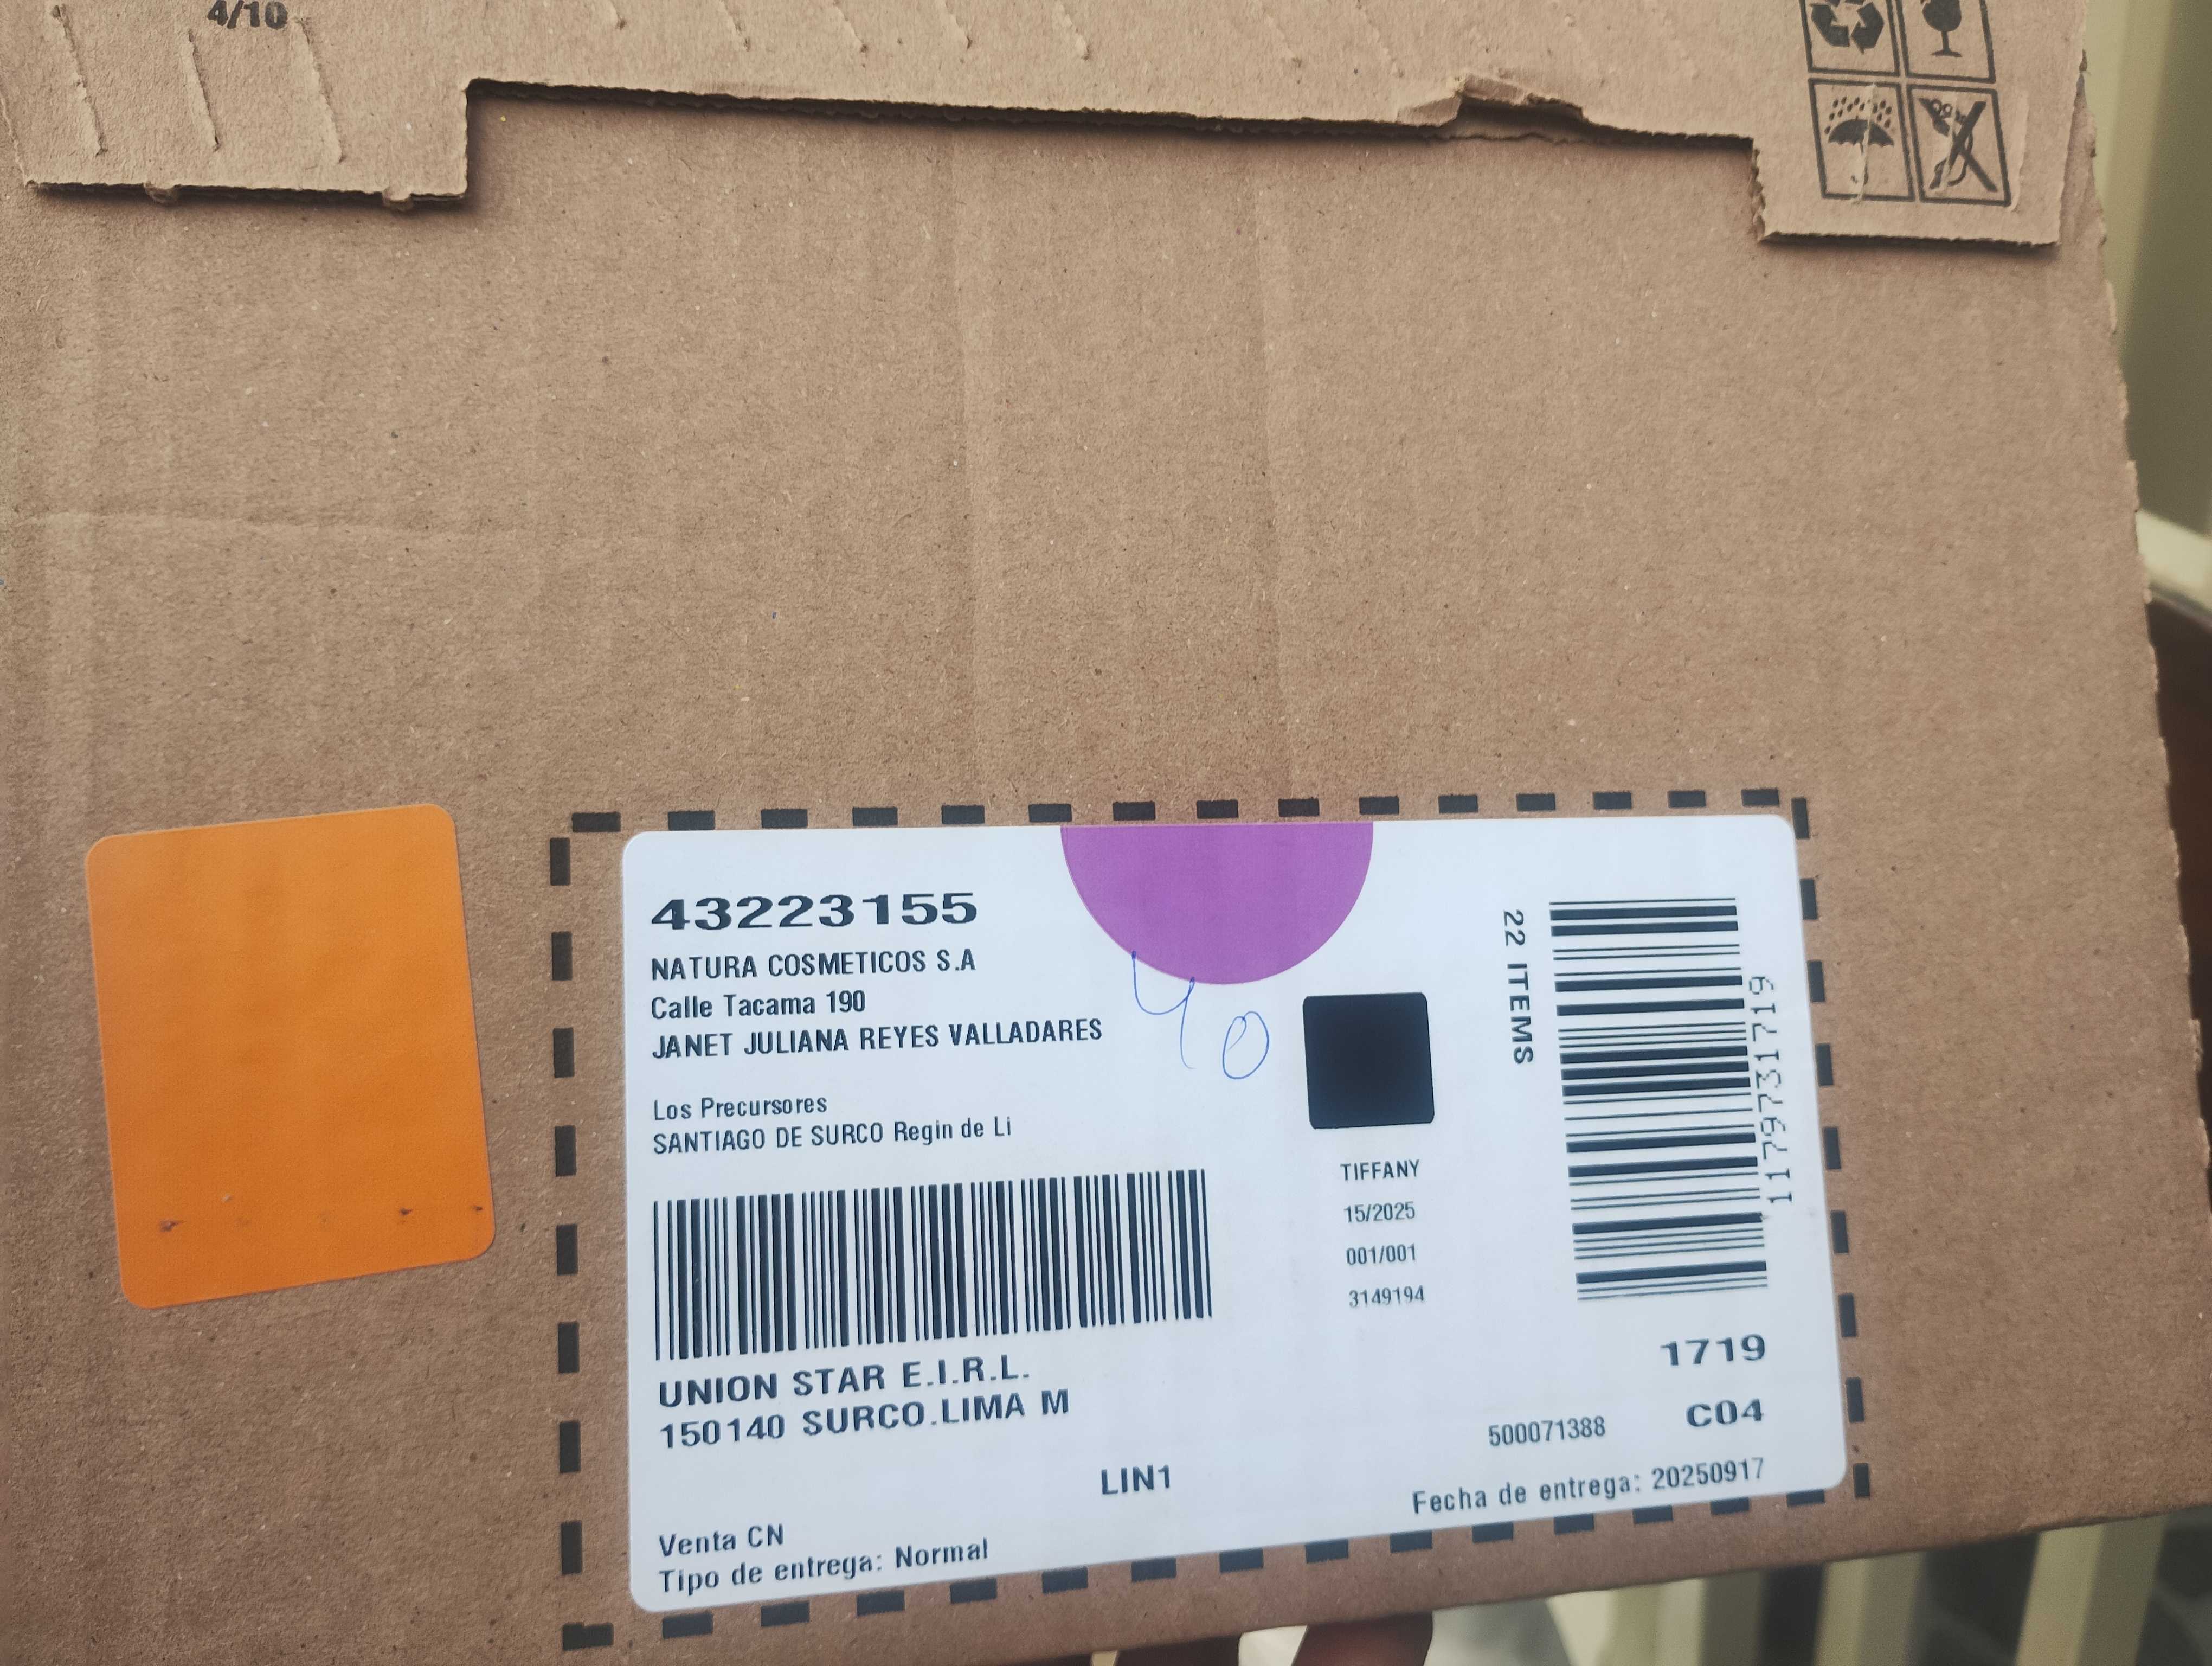 4/10
43223155
NATURA COSMETICOS S.A
Calle Tacama 190
JANET JULIANA REYES VALLADARES
40
Los Precursores
SANTIAGO DE SURCO Regin de Li
UNION STAR E.I.R.L.
150140 SURCO.LIMA M
LIN1
Venta CN
Tipo de entrega: Normal
TIFFANY
15/2025
001/001
3149194
22 ITEMS
1719
C04
500071388
Fecha de entrega: 20250917